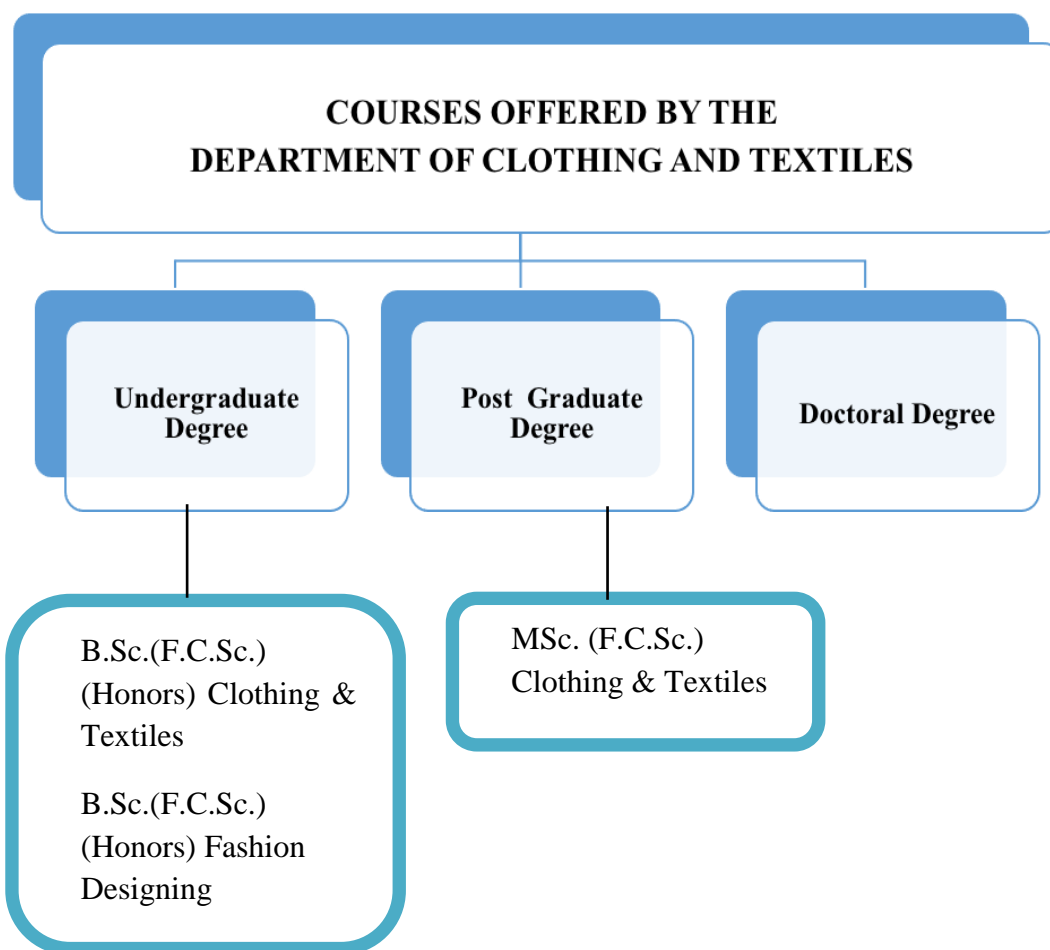 COURSES OFFERED BY THE
DEPARTMENT OF CLOTHING AND TEXTILES
Undergraduate
Degree
Post Graduate
Degree
Doctoral Degree
B.Sc.(F.C.Sc.)
(Honors) Clothing &
Textiles
B.Sc.(F.C.Sc.)
(Honors) Fashion
Designing
MSc. (F.C.Sc.)
Clothing & Textiles